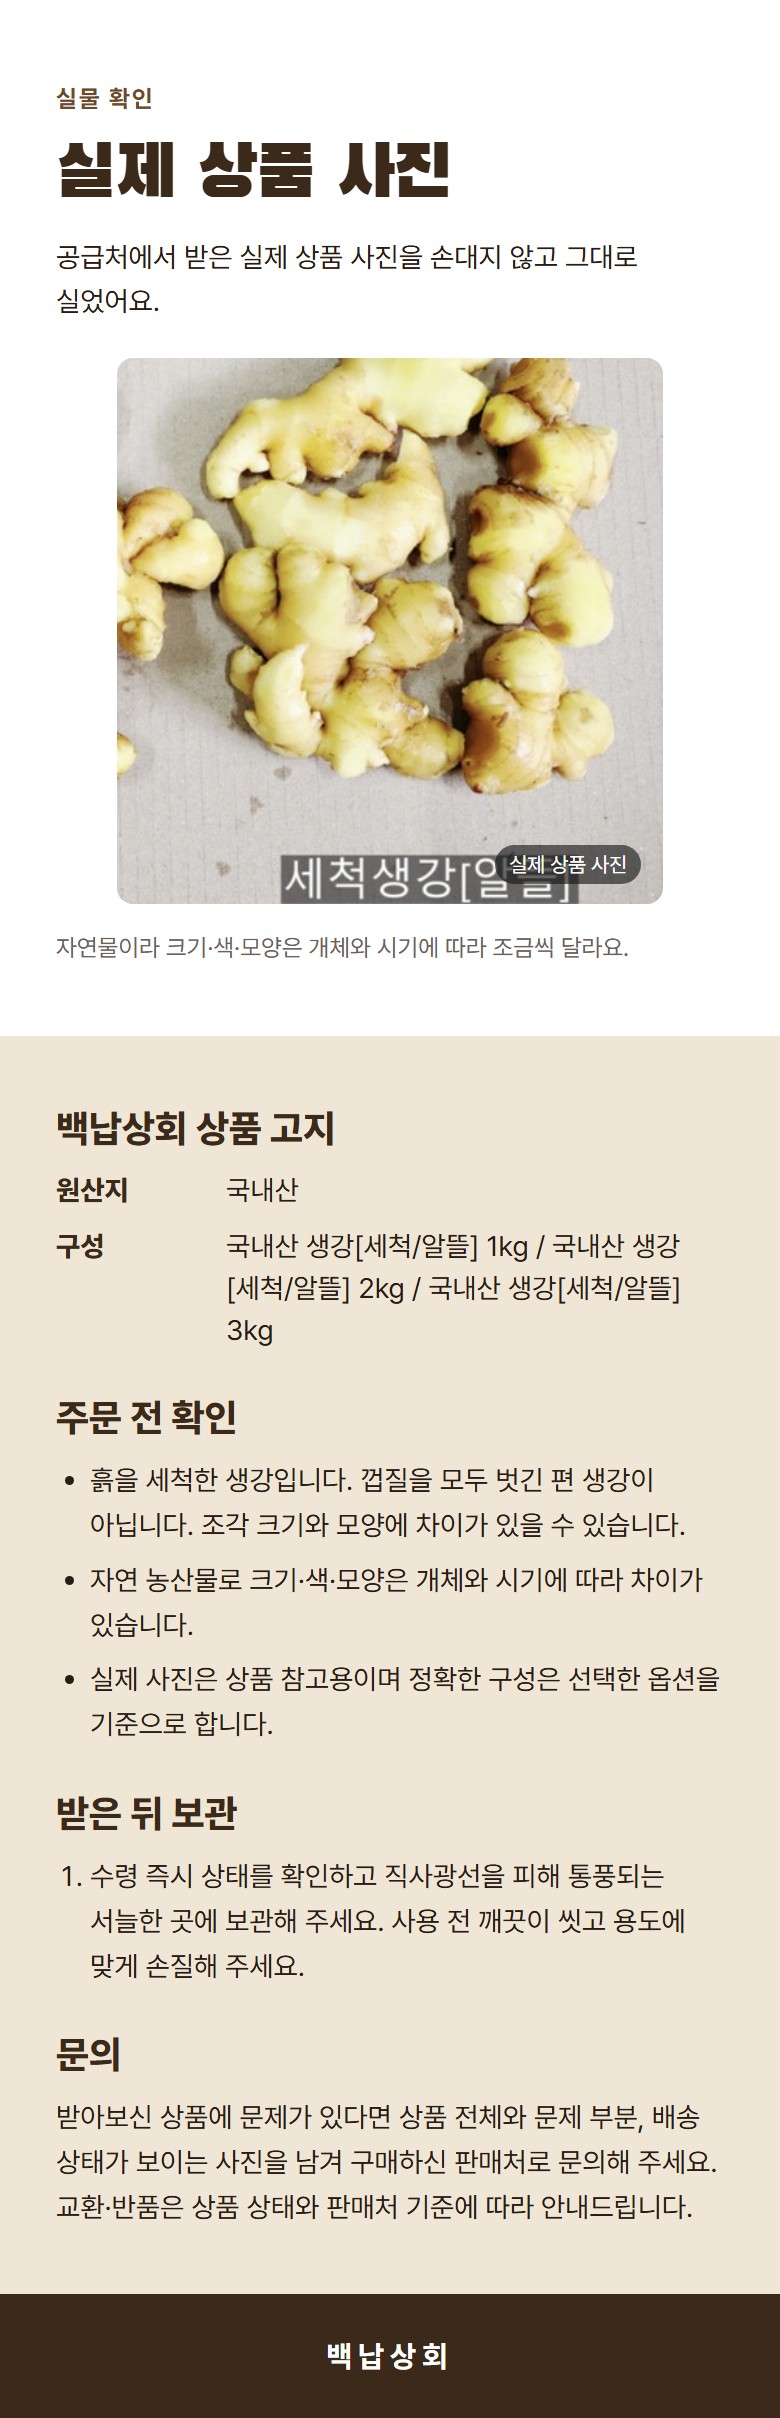 실물 확인
실제 상품 사진
공급처에서 받은 실제 상품 사진을 손대지 않고 그대로
실었어요.
세척생강[알뜰]
실제 상품 사진
자연물이라 크기·색·모양은 개체와 시기에 따라 조금씩 달라요.
백납상회 상품 고지
원산지 국내산
구성 국내산 생강[세척/알뜰] 1kg / 국내산 생강
[세척/알뜰] 2kg / 국내산 생강[세척/알뜰]
3kg
주문 전 확인
• 흙을 세척한 생강입니다. 껍질을 모두 벗긴 편 생강이
아닙니다. 조각 크기와 모양에 차이가 있을 수 있습니다.
• 자연 농산물로 크기·색·모양은 개체와 시기에 따라 차이가
있습니다.
• 실제 사진은 상품 참고용이며 정확한 구성은 선택한 옵션을
기준으로 합니다.
받은 뒤 보관
1. 수령 즉시 상태를 확인하고 직사광선을 피해 통풍되는
서늘한 곳에 보관해 주세요. 사용 전 깨끗이 씻고 용도에
맞게 손질해 주세요.
문의
받아보신 상품에 문제가 있다면 상품 전체와 문제 부분, 배송
상태가 보이는 사진을 남겨 구매하신 판매처로 문의해 주세요.
교환·반품은 상품 상태와 판매처 기준에 따라 안내드립니다.
백납상회